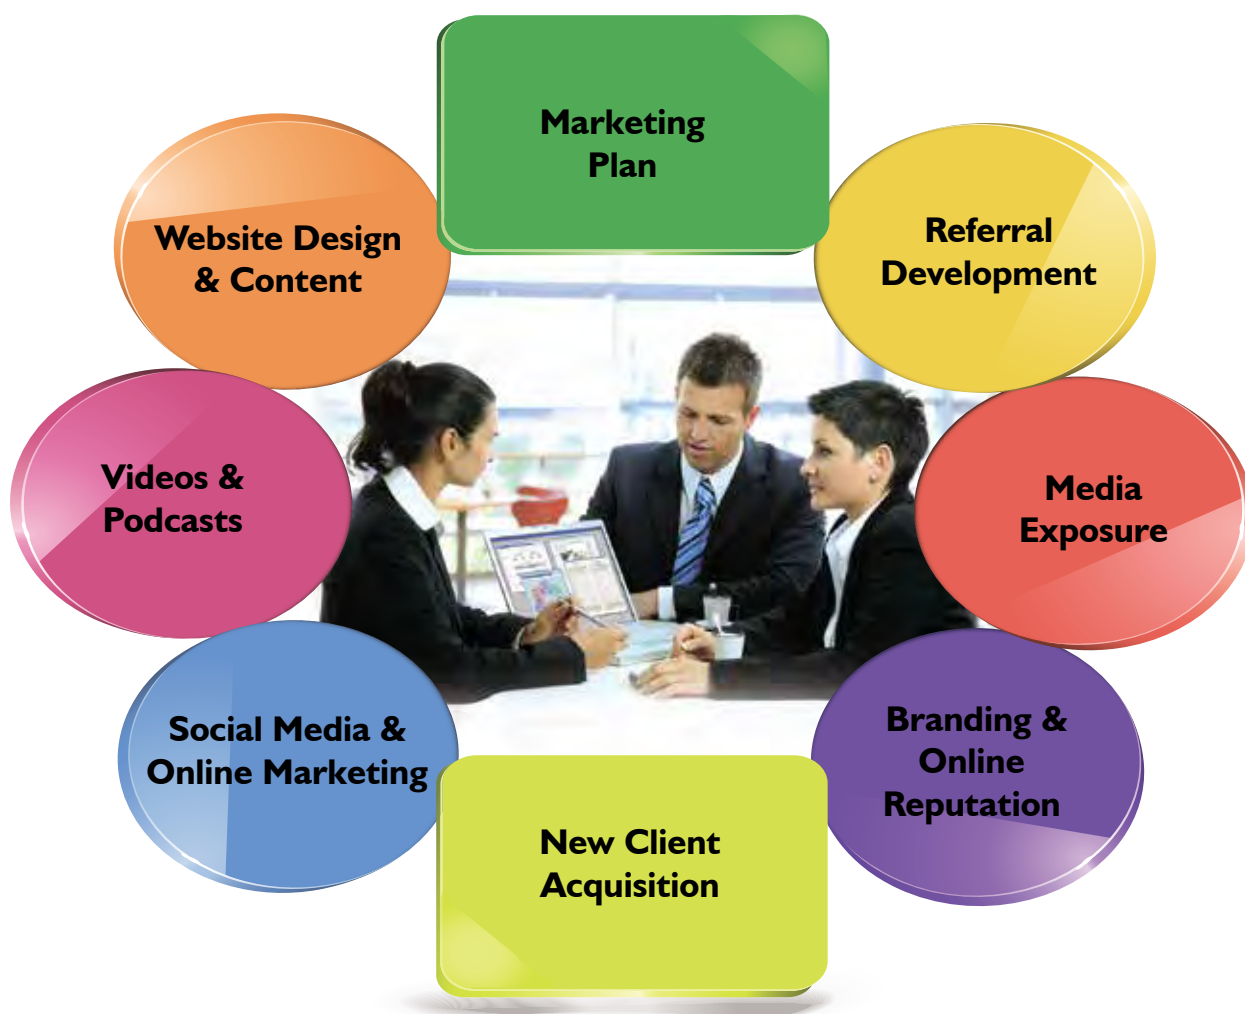 Marketing
Plan
Referral
Development
Media
Exposure
Branding &
Online
Reputation
New Client
Acquisition
Social Media &
Online Marketing
Videos &
Podcasts
Website Design
& Content